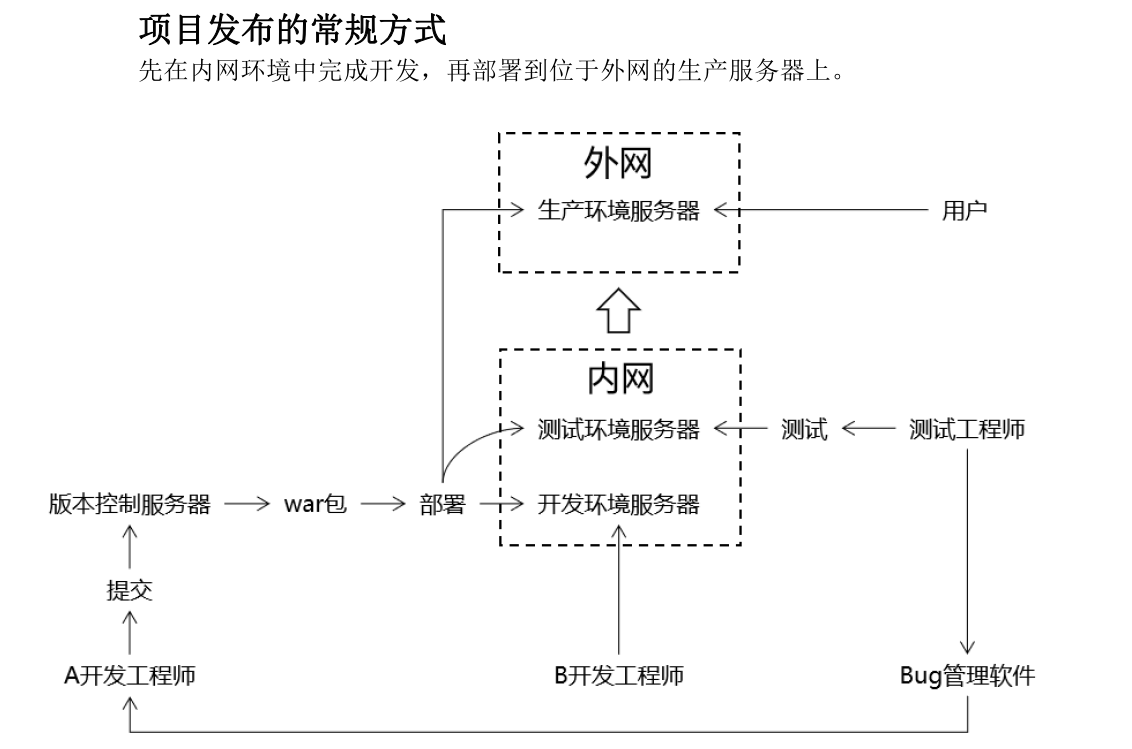 项目发布的常规方式
先在内网环境中完成开发，再部署到位于外网的生产服务器上。
外网
生产环境服务器
用户
内网
测试环境服务器
测试
测试工程师
版本控制服务器
war包
部署
开发环境服务器
提交
A开发工程师
B开发工程师
Bug管理软件